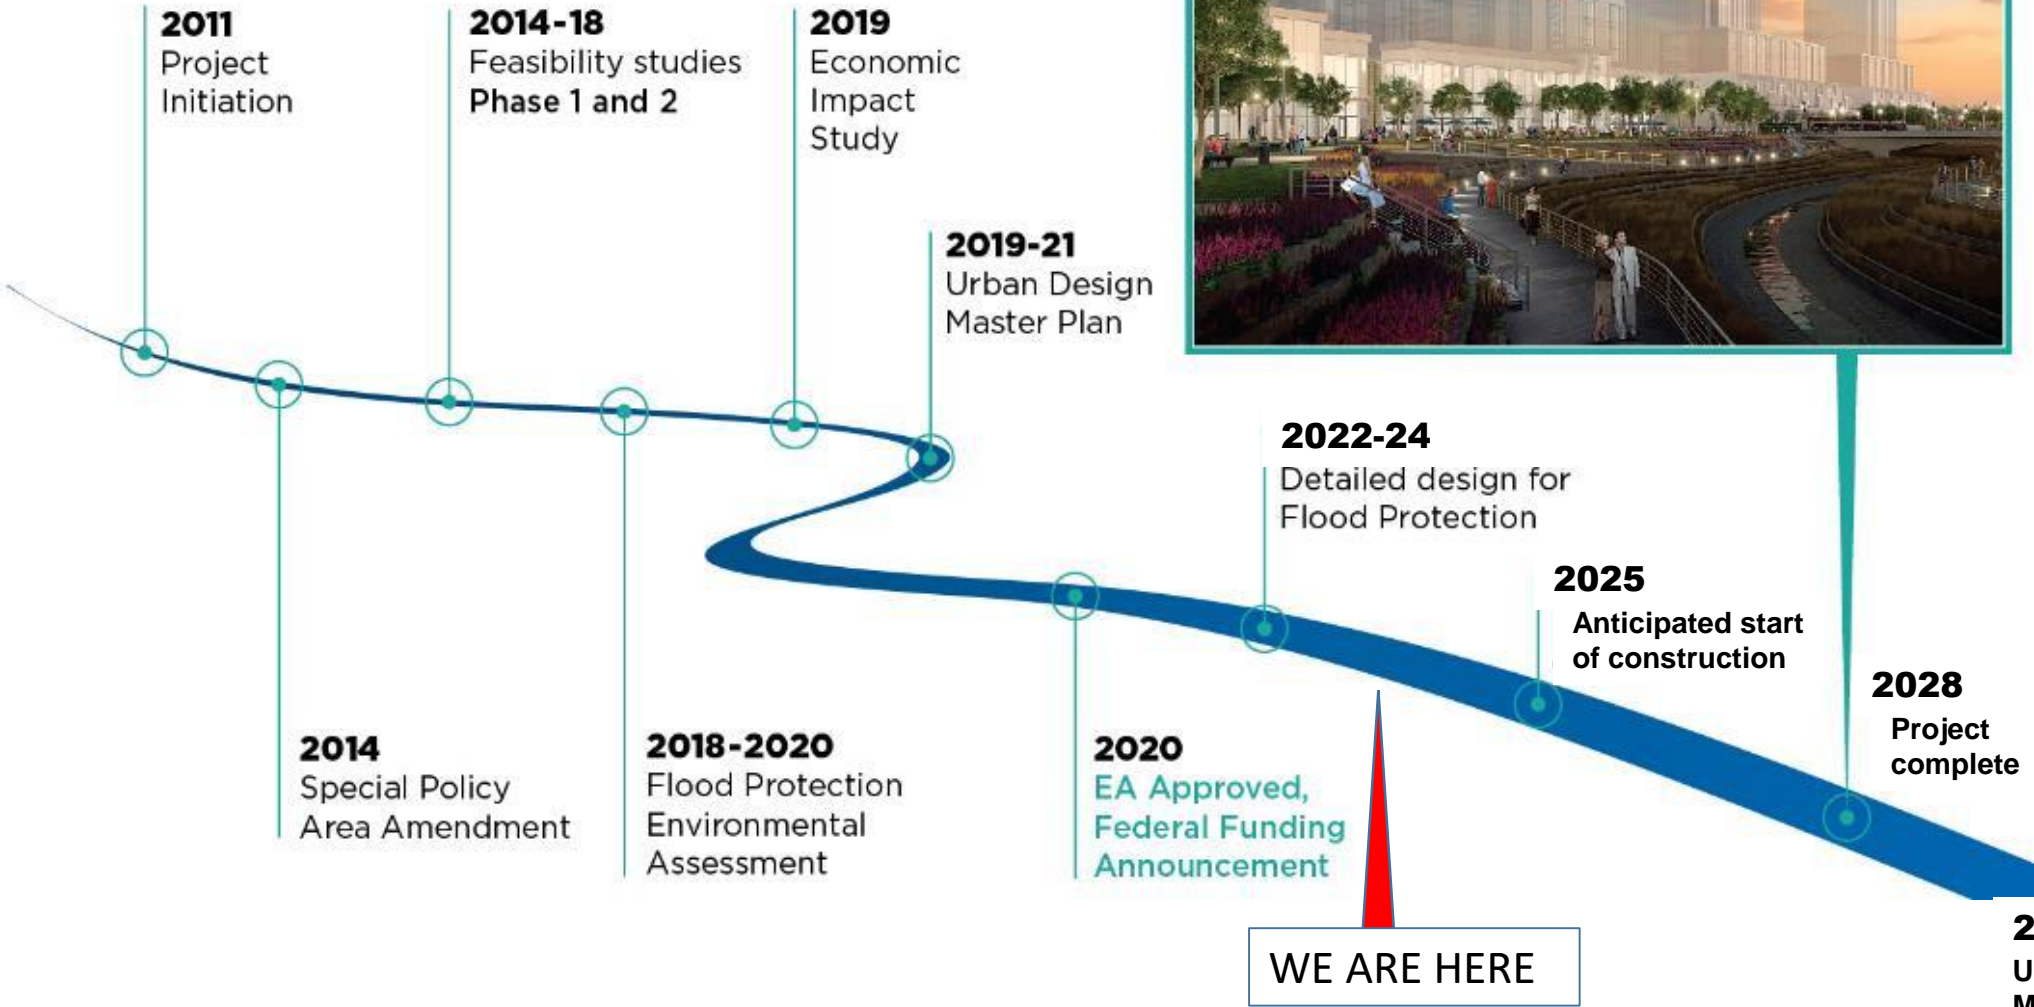 2011
Project
Initiation
2014-18
Feasibility studies
Phase 1 and 2
2019
Economic
Impact
Study
2019-21
Urban Design
Master Plan
2022-24
Detailed design for
Flood Protection
2025
Anticipated start
of construction
2028
Project
complete
2014
Special Policy
Area Amendment
2018-2020
Flood Protection
Environmental
Assessment
2020
EA Approved,
Federal Funding
Announcement
WE ARE HERE